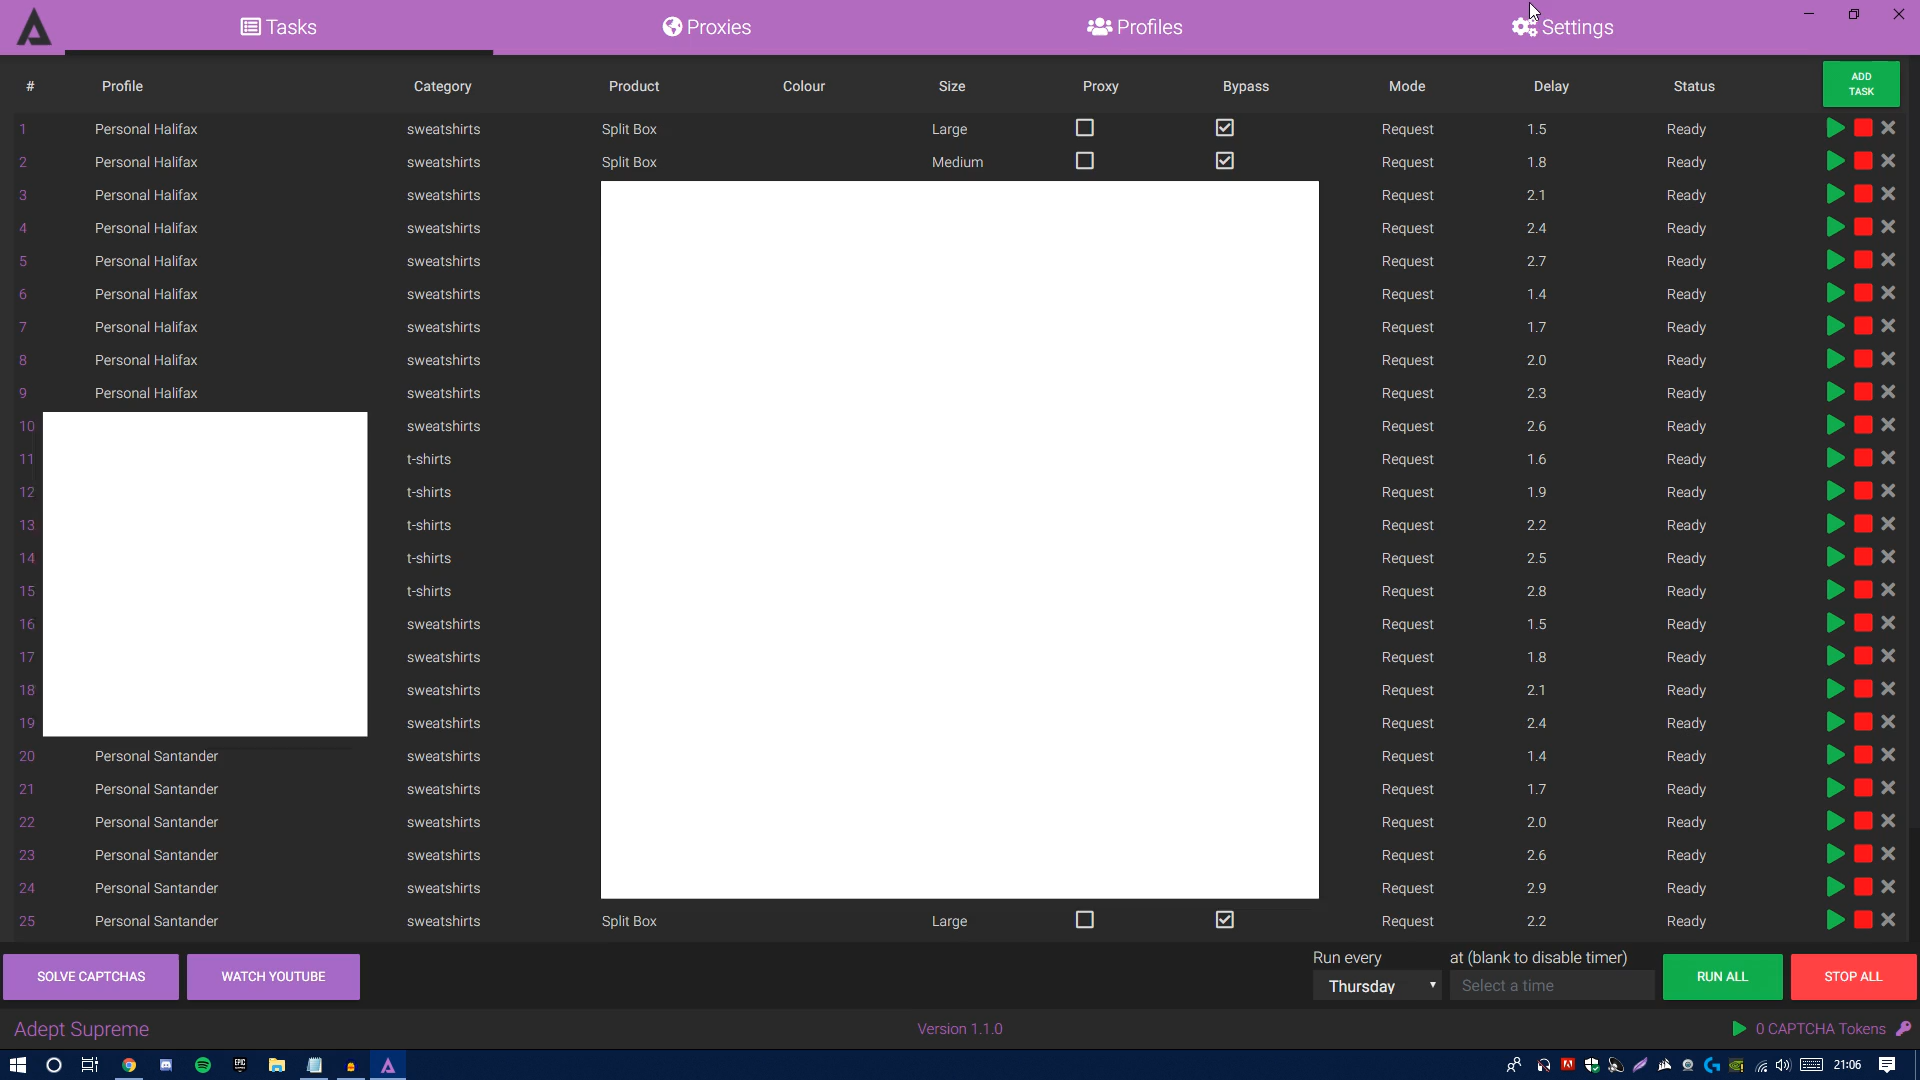 Tasks Proxies Profiles Settings
# Profile Category Product Colour Size Proxy Bypass Mode Delay Status ADD TASK
1 Personal Halifax sweatshirts Split Box Large Request 1.5 Ready
2 Personal Halifax sweatshirts Split Box Medium Request 1.8 Ready
3 Personal Halifax sweatshirts Request 2.1 Ready
4 Personal Halifax sweatshirts Request 2.4 Ready
5 Personal Halifax sweatshirts Request 2.7 Ready
6 Personal Halifax sweatshirts Request 1.4 Ready
7 Personal Halifax sweatshirts Request 1.7 Ready
8 Personal Halifax sweatshirts Request 2.0 Ready
9 Personal Halifax sweatshirts Request 2.3 Ready
10 sweatshirts Request 2.6 Ready
11 t-shirts Request 1.6 Ready
12 t-shirts Request 1.9 Ready
13 t-shirts Request 2.2 Ready
14 t-shirts Request 2.5 Ready
15 t-shirts Request 2.8 Ready
16 sweatshirts Request 1.5 Ready
17 sweatshirts Request 1.8 Ready
18 sweatshirts Request 2.1 Ready
19 sweatshirts Request 2.4 Ready
20 Personal Santander sweatshirts Request 1.4 Ready
21 Personal Santander sweatshirts Request 1.7 Ready
22 Personal Santander sweatshirts Request 2.0 Ready
23 Personal Santander sweatshirts Request 2.6 Ready
24 Personal Santander sweatshirts Request 2.9 Ready
25 Personal Santander sweatshirts Split Box Large Request 2.2 Ready
Run every at (blank to disable timer)
SOLVE CAPTCHAS WATCH YOUTUBE Thursday Select a time RUN ALL STOP ALL
Adept Supreme Version 1.1.0 0 CAPTCHA Tokens
EPIC 21:06